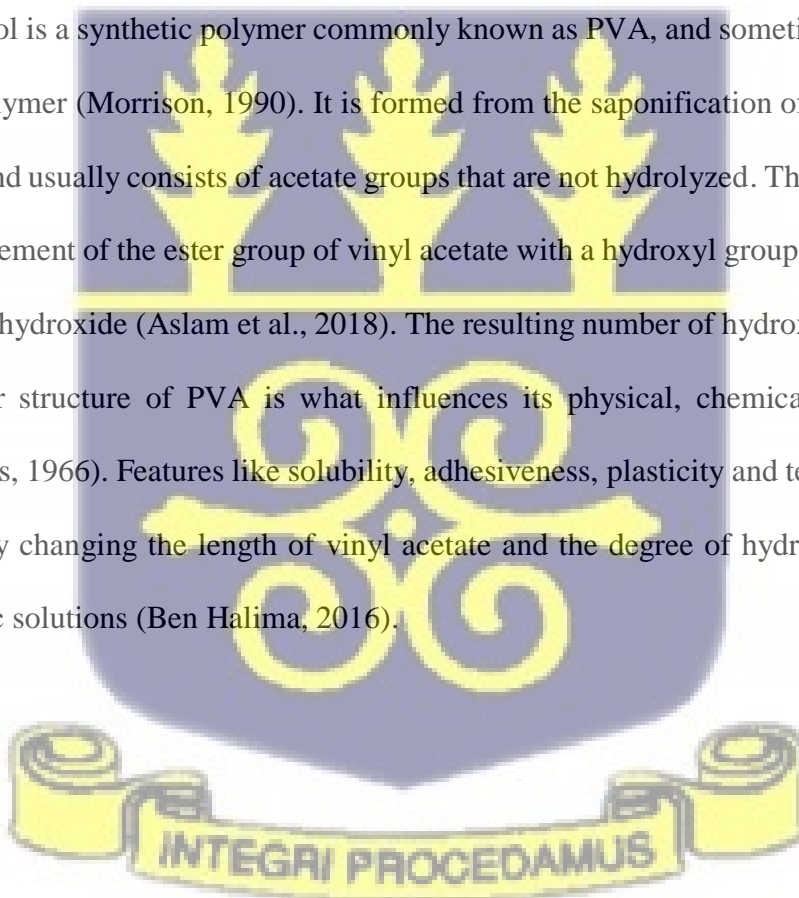 ol is a synthetic polymer commonly known as PVA, and someti
lymer (Morrison, 1990). It is formed from the saponification o
nd usually consists of acetate groups that are not hydrolyzed. Th
ement of the ester group of vinyl acetate with a hydroxyl group
hydroxide (Aslam et al., 2018). The resulting number of hydrox
r structure of PVA is what influences its physical, chemica
s, 1966). Features like solubility, adhesiveness, plasticity and te
y changing the length of vinyl acetate and the degree of hydr
c solutions (Ben Halima, 2016).
INTEGRI PROCEDAMUS